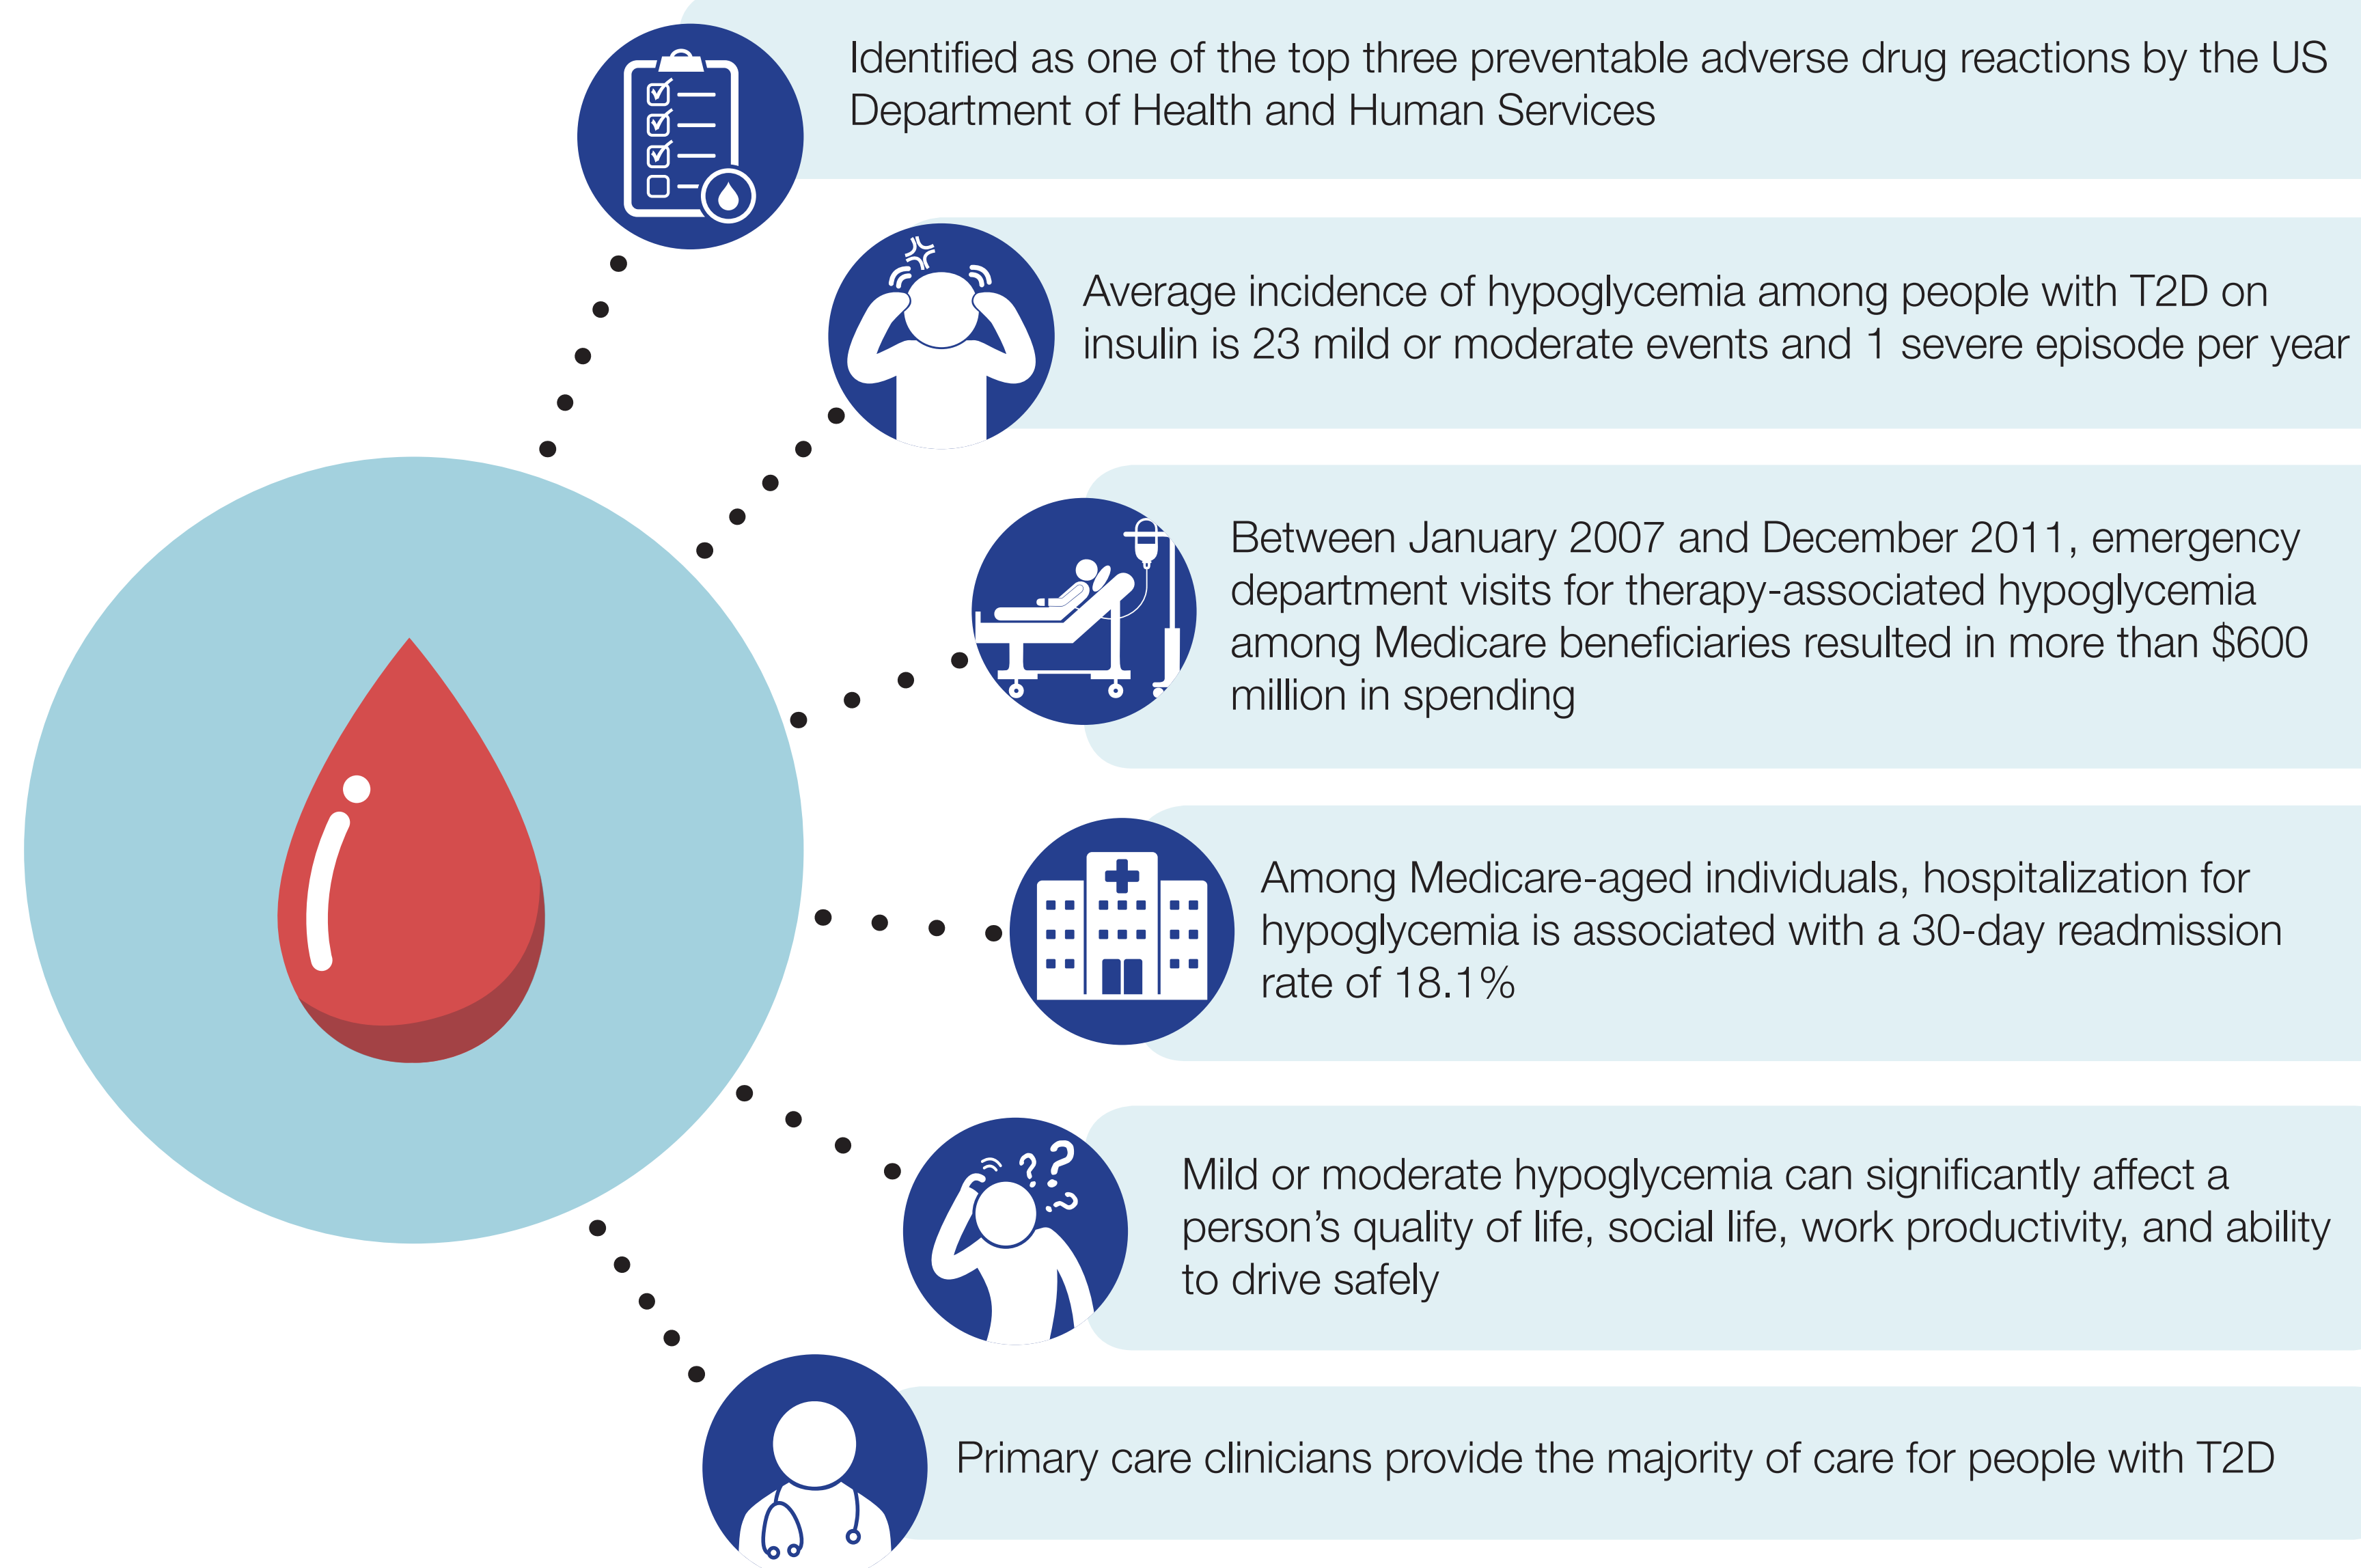 Identified as one of the top three preventable adverse drug reactions by the US
Department of Health and Human Services
Average incidence of hypoglycemia among people with T2D on
insulin is 23 mild or moderate events and 1 severe episode per year
Between January 2007 and December 2011, emergency
department visits for therapy-associated hypoglycemia
among Medicare beneficiaries resulted in more than $600
million in spending
Among Medicare-aged individuals, hospitalization for
hypoglycemia is associated with a 30-day readmission
rate of 18.1%
Mild or moderate hypoglycemia can significantly affect a
person’s quality of life, social life, work productivity, and ability
to drive safely
Primary care clinicians provide the majority of care for people with T2D